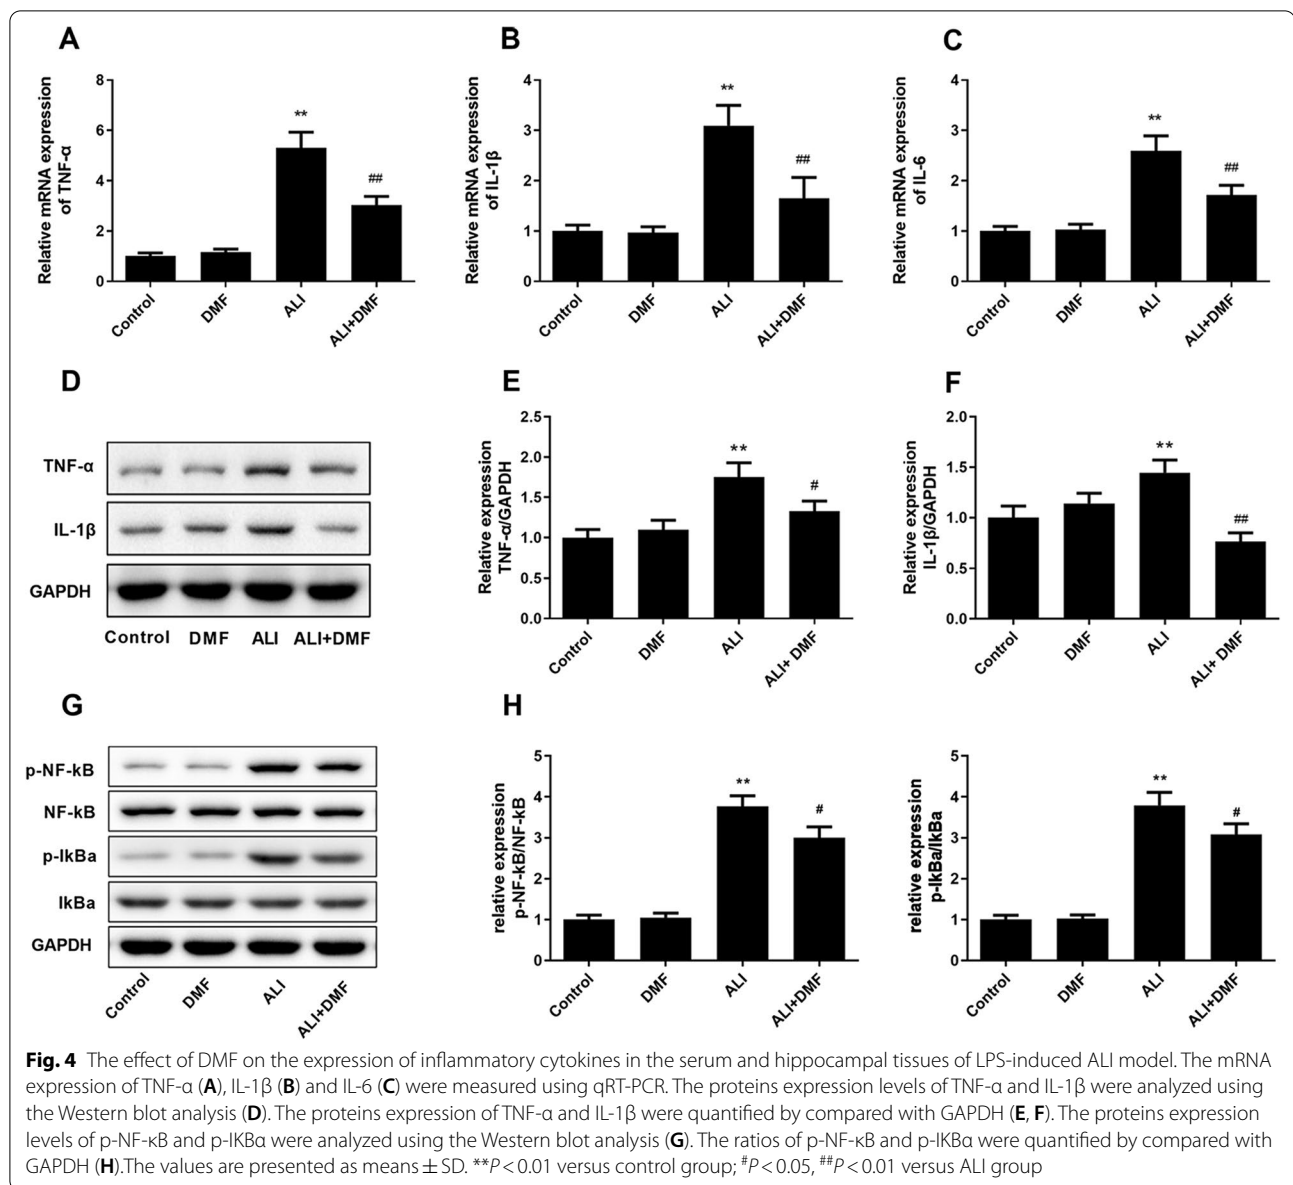 A
Relative mRNA expression
of TNF-α
8
6
4
2
0
**
##
Control
DMF
ALI
ALI+DMF
B
Relative mRNA expression
of IL-1β
4
3
2
1
0
**
##
Control
DMF
ALI
ALI+DMF
C
Relative mRNA expression
of IL-6
4
3
2
1
0
**
##
Control
DMF
ALI
ALI+DMF
D
TNF-α
IL-1β
GAPDH
Control DMF ALI ALI+DMF
E
Relative expression
TNF-α/GAPDH
2.5
2.0
1.5
1.0
0.5
0.0
**
#
Control
DMF
ALI
ALI+ DMF
F
Relative expression
IL-1β/GAPDH
2.0
1.5
1.0
0.5
0.0
**
##
Control
DMF
ALI
ALI+ DMF
G
p-NF-kB
NF-kB
p-IkBa
IkBa
GAPDH
Control
DMF
ALI
ALI+DMF
H
relative expression
p-NF-kB/NF-kB
5
4
3
2
1
0
**
#
Control
DMF
ALI
ALI+DMF
relative expression
p-IkBa/IkBa
5
4
3
2
1
0
**
#
Control
DMF
ALI
ALI+DMF
Fig. 4 The effect of DMF on the expression of inflammatory cytokines in the serum and hippocampal tissues of LPS-induced ALI model. The mRNA
expression of TNF-α (A), IL-1β (B) and IL-6 (C) were measured using qRT-PCR. The proteins expression levels of TNF-α and IL-1β were analyzed using
the Western blot analysis (D). The proteins expression of TNF-α and IL-1β were quantified by compared with GAPDH (E, F). The proteins expression
levels of p-NF-κB and p-IKBα were analyzed using the Western blot analysis (G). The ratios of p-NF-κB and p-IKBα were quantified by compared with
GAPDH (H).The values are presented as means ± SD. **P < 0.01 versus control group; #P < 0.05, ##P < 0.01 versus ALI group